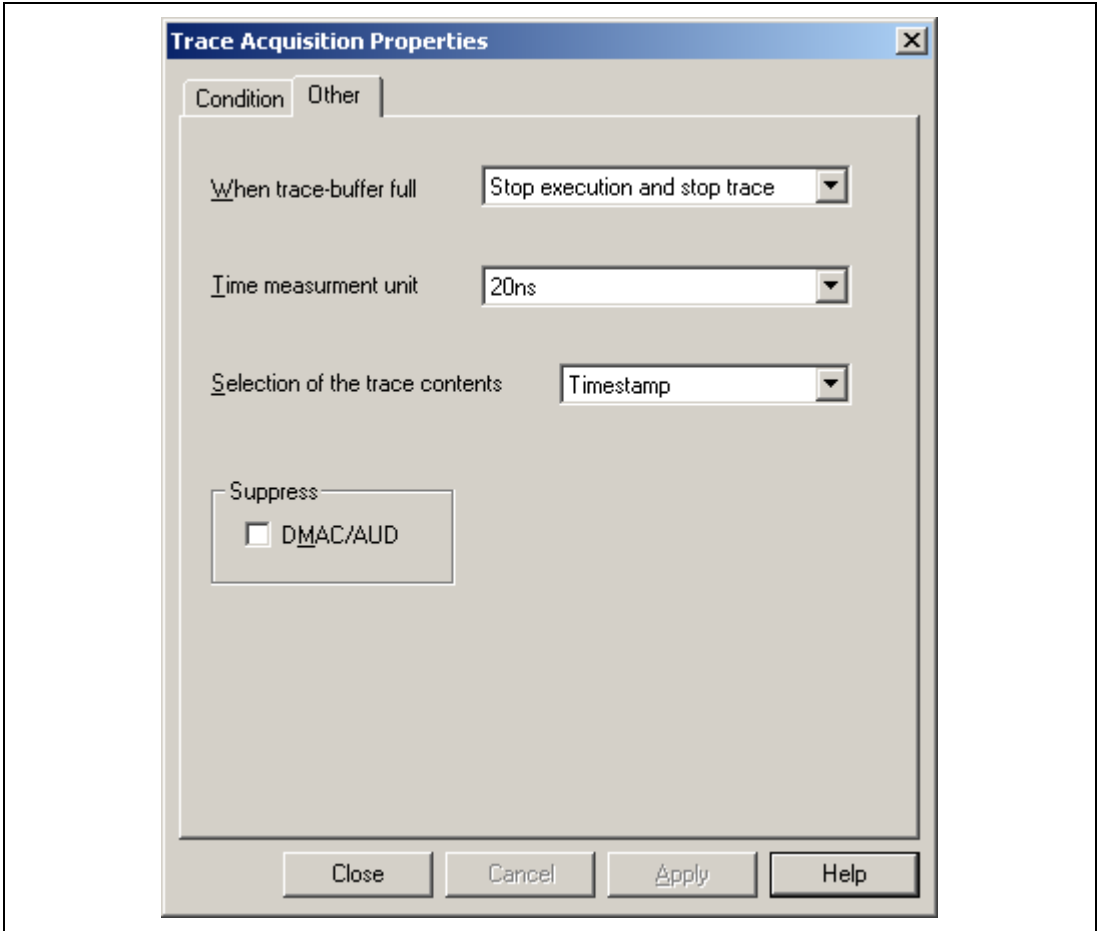 Trace Acquisition Properties
Condition Other
When trace-buffer full Stop execution and stop trace
Time measurment unit 20ns
Selection of the trace contents Timestamp
Suppress
DMAC/AUD
Close Cancel Apply Help